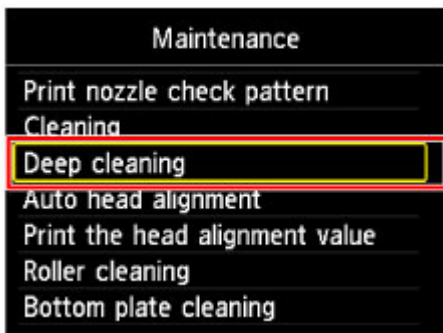 Maintenance
Print nozzle check pattern
Cleaning
Deep cleaning
Auto head alignment
Print the head alignment value
Roller cleaning
Bottom plate cleaning